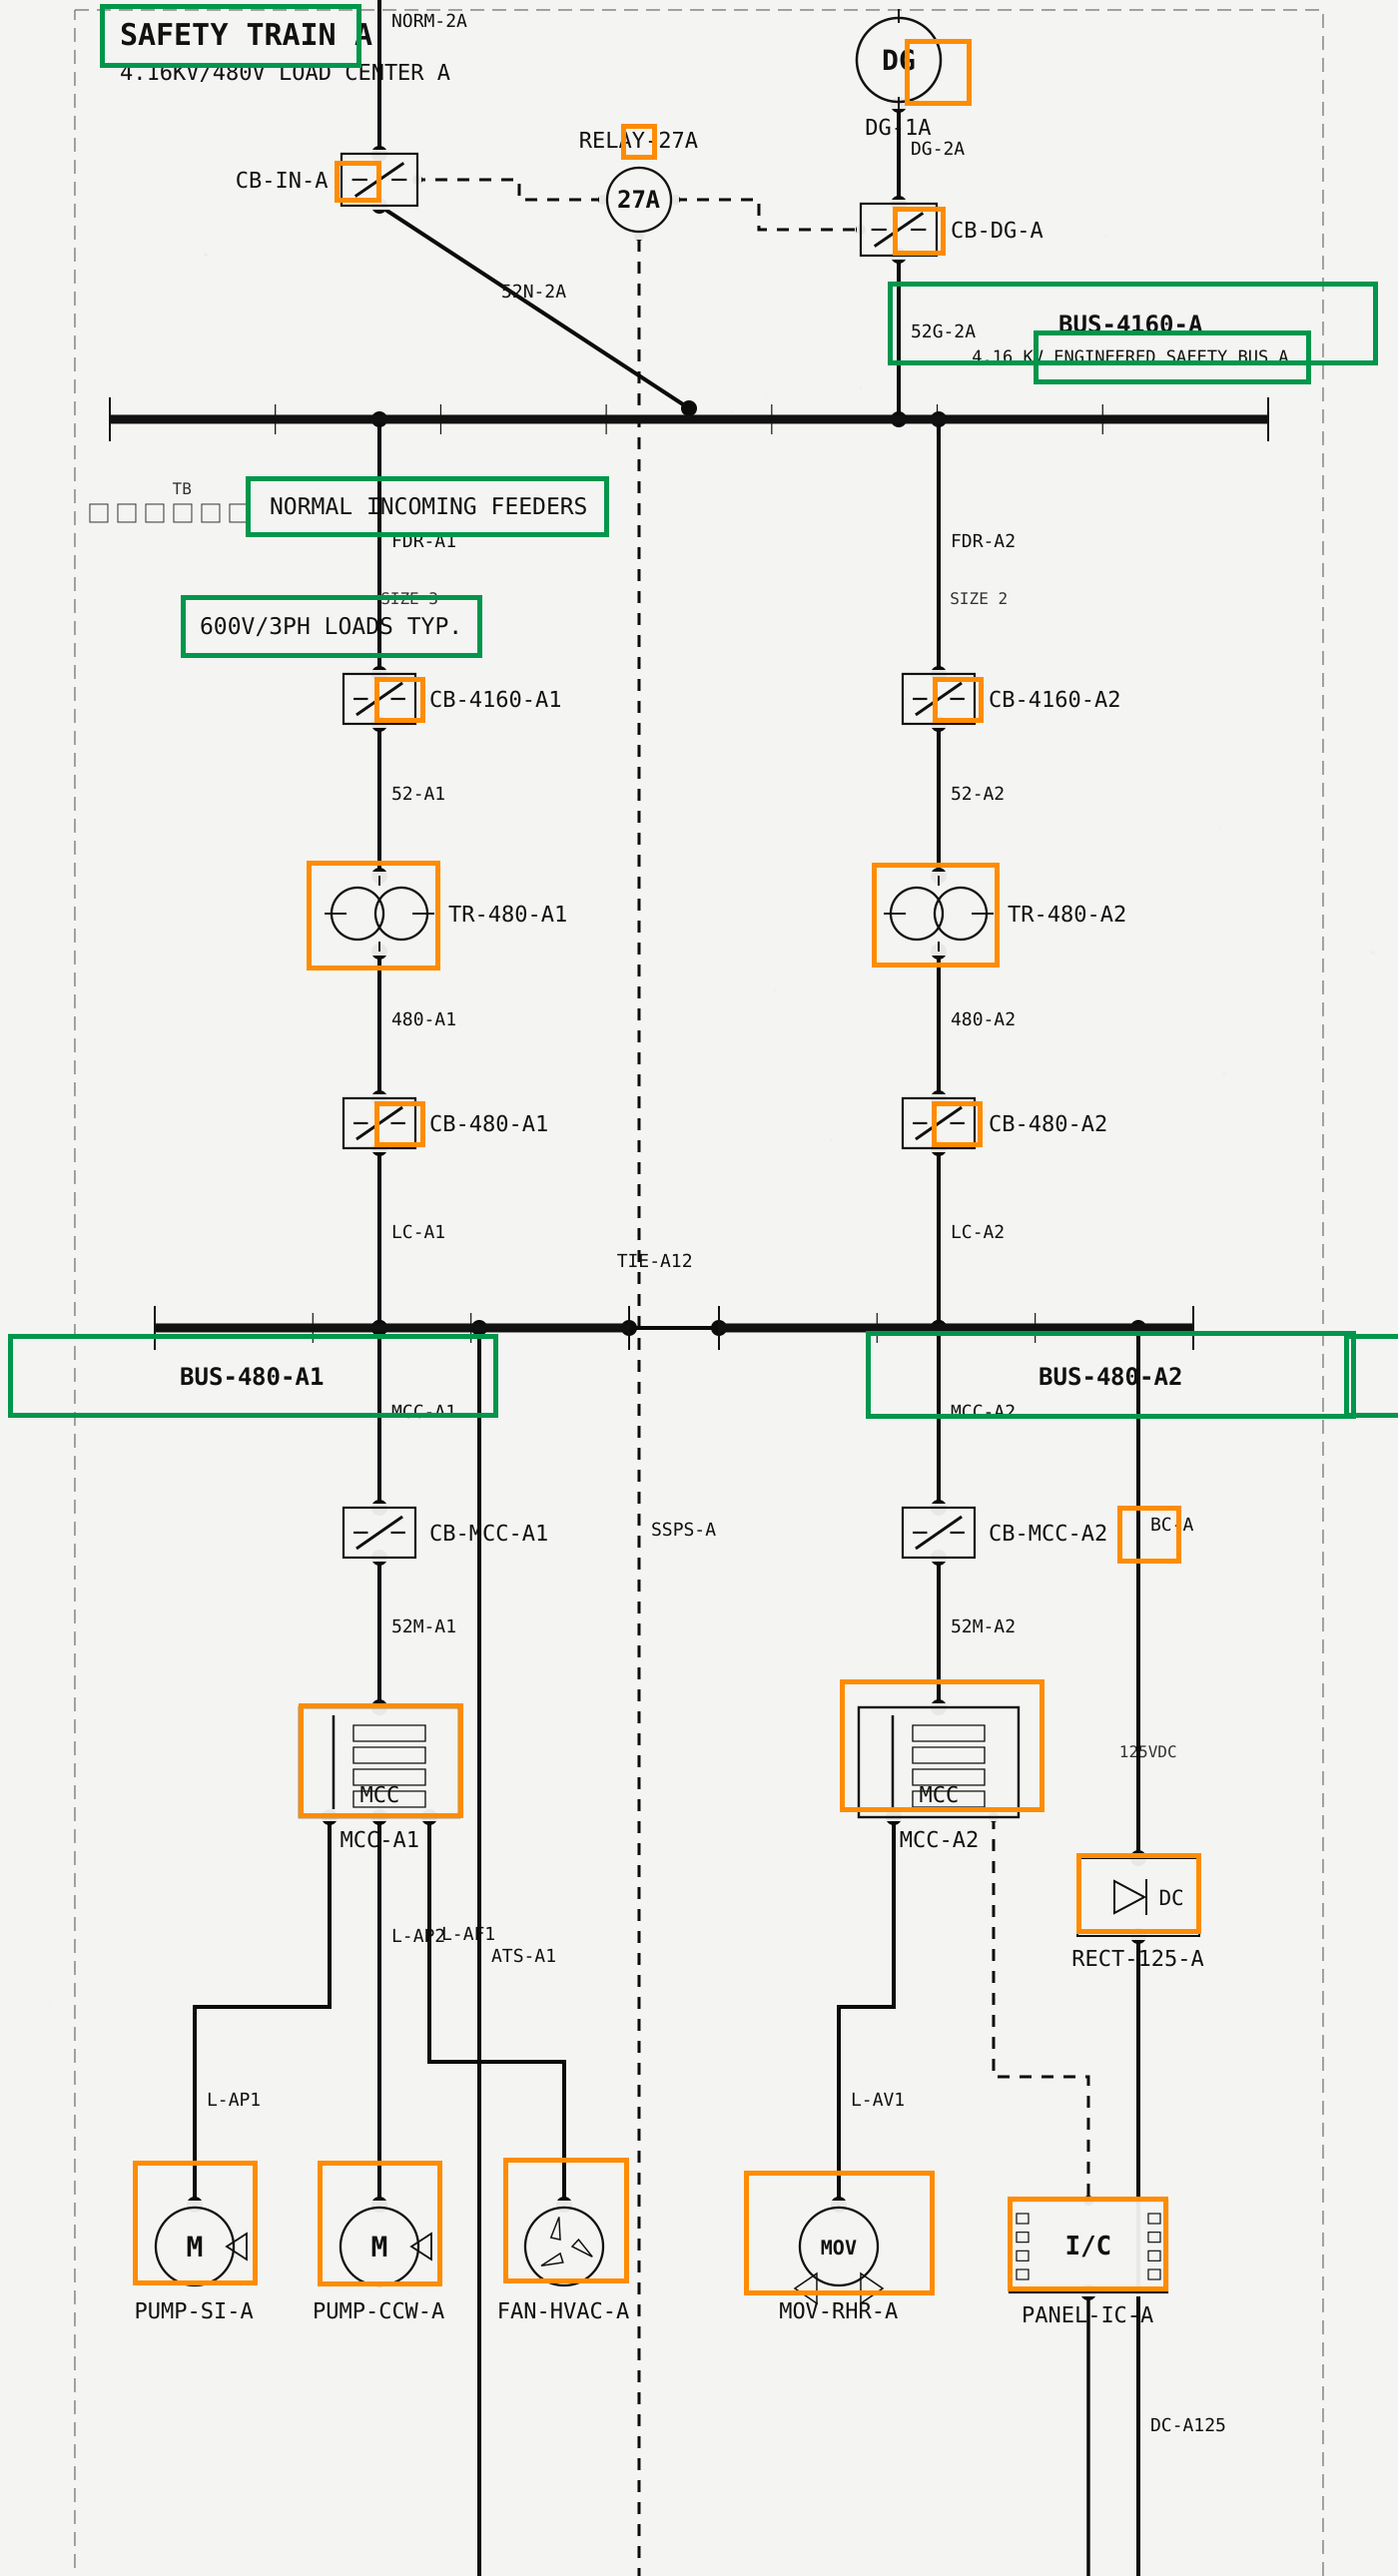 SAFETY TRAIN A
NORM-2A
4.16KV/480V LOAD CENTER A
DG
DG-1A
DG-2A
RELAY-27A
CB-IN-A
27A
CB-DG-A
52N-2A
52G-2A
BUS-4160-A
4.16 KV ENGINEERED SAFETY BUS A
TB
NORMAL INCOMING FEEDERS
FDR-A1
FDR-A2
SIZE 3
SIZE 2
600V/3PH LOADS TYP.
CB-4160-A1
CB-4160-A2
52-A1
52-A2
TR-480-A1
TR-480-A2
480-A1
480-A2
CB-480-A1
CB-480-A2
LC-A1
LC-A2
TIE-A12
BUS-480-A1
BUS-480-A2
MCC-A1
MCC-A2
CB-MCC-A1
SSPS-A
CB-MCC-A2
BC-A
52M-A1
52M-A2
125VDC
MCC
MCC
MCC-A1
MCC-A2
DC
RECT-125-A
L-AP2
L-AF1
ATS-A1
L-AP1
L-AV1
M
M
MOV
I/C
PUMP-SI-A
PUMP-CCW-A
FAN-HVAC-A
MOV-RHR-A
PANEL-IC-A
DC-A125